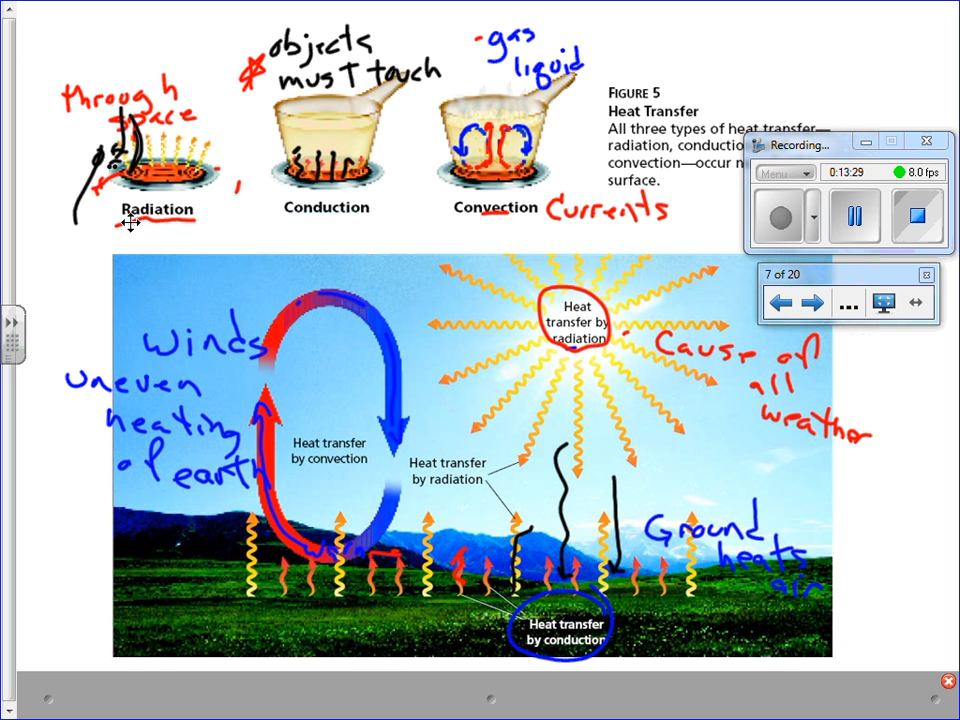 through
space
Radiation
* objects
must touch
Conduction
- gas
liquid
Convection
Currents
FIGURE 5
Heat Transfer
All three types of heat transfer—
radiation, conductio
convection—occur n
surface.
Recording...
Menu
0:13:29
8.0 fps
7 of 20
...
Heat
transfer by
radiation
Cause of
all
weather
Winds
uneven
heating
of earth
Heat transfer
by convection
Heat transfer
by radiation
Ground
heats
air
warm
Heat transfer
by conduction